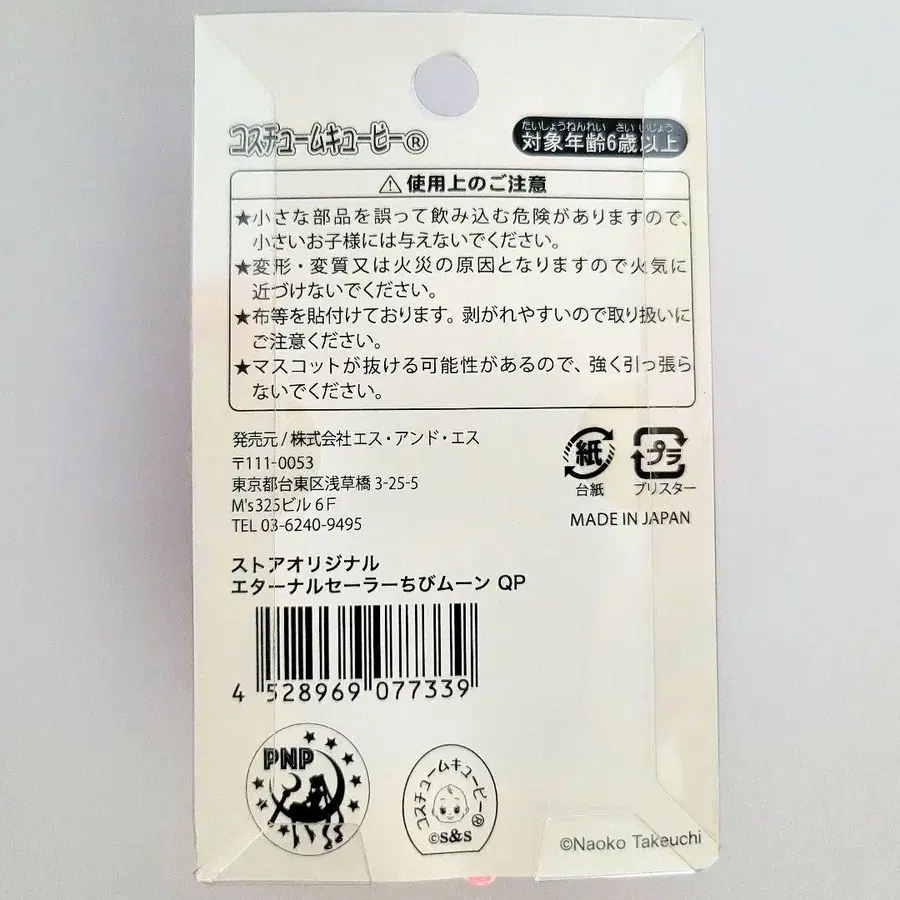 コスチュームキューピー®
たいしょうねんれい さい いじょう
対象年齢6歳以上
⚠使用上のご注意
★小さな部品を誤って飲み込む危険がありますので、
小さいお子様には与えないでください。
★変形・変質又は火災の原因となりますので火気に
近づけないでください。
★布等を貼付けております。剥がれやすいので取り扱いに
ご注意ください。
★マスコットが抜ける可能性があるので、強く引っ張ら
ないでください。
発売元/株式会社エス・アンド・エス
〒111-0053
東京都台東区浅草橋 3-25-5
M's325ビル 6F
TEL 03-6240-9495
紙
台紙
プラ
ブリスター
MADE IN JAPAN
ストアオリジナル
エターナルセーラーちびムーン QP
4 528969 077339
PNP
コスチュームキューピー®
©S&S
©Naoko Takeuchi